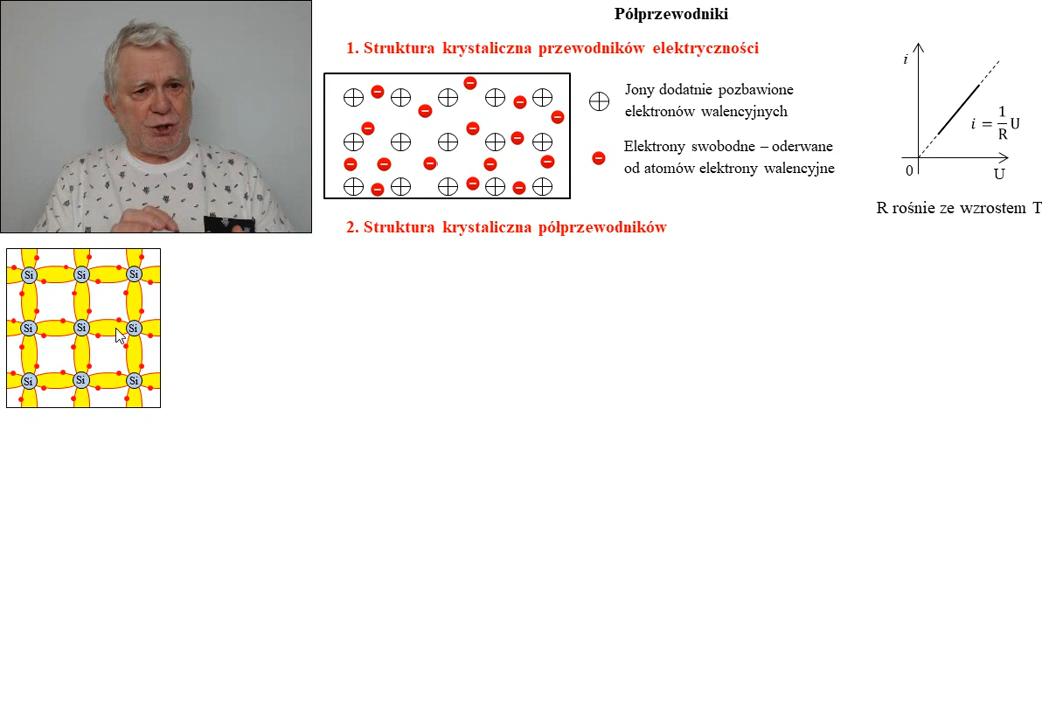 Półprzewodniki
1. Struktura krystaliczna przewodników elektryczności
Jony dodatnie pozbawione
elektronów walencyjnych
Elektrony swobodne – oderwane
od atomów elektrony walencyjne
i
i = 1/R U
0
U
R rośnie ze wzrostem T
2. Struktura krystaliczna półprzewodników
Si Si Si
Si Si Si
Si Si Si